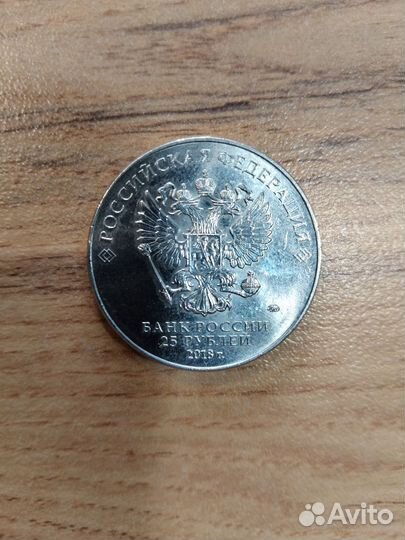 РОССИЙСКАЯ ФЕДЕРАЦИЯ
БАНК РОССИИ
25 РУБЛЕЙ
2018 г.
Avito